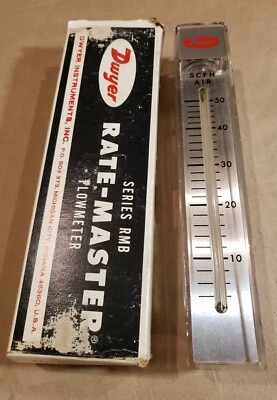 Dwyer
SERIES RMB
RATE-MASTER®
FLOWMETER
DWYER INSTRUMENTS, INC.
P.O. BOX 373, MICHIGAN CITY, INDIANA 46360, U.S.A.
Dwyer
SCFH
AIR
50
40
30
20
10